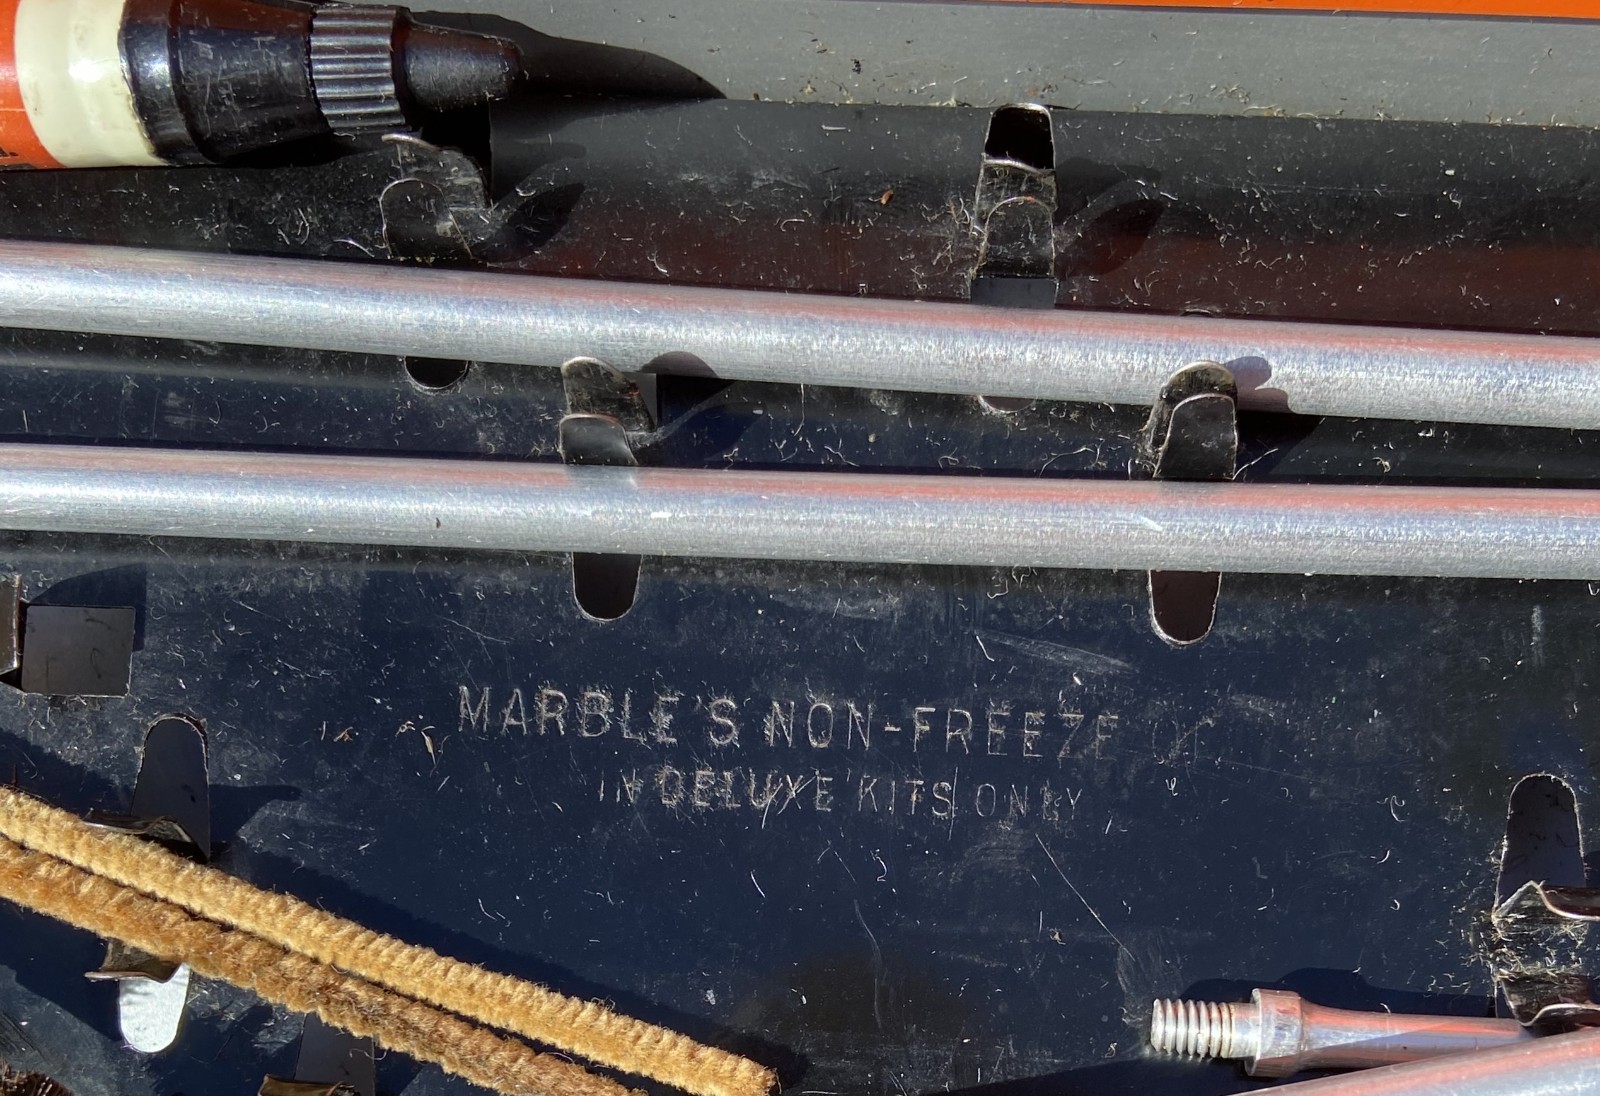 MARBLE'S NON-FREEZE
IN DELUXE KITS ONLY